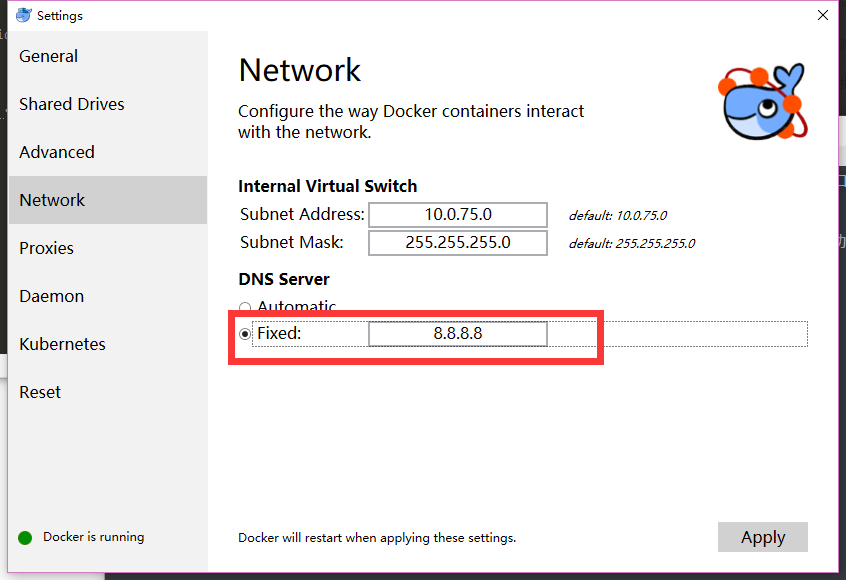 Settings
General
Shared Drives
Advanced
Network
Proxies
Daemon
Kubernetes
Reset
Docker is running
Network
Configure the way Docker containers interact
with the network.
Internal Virtual Switch
Subnet Address: 10.0.75.0 default: 10.0.75.0
Subnet Mask: 255.255.255.0 default: 255.255.255.0
DNS Server
Automatic
Fixed: 8.8.8.8
Docker will restart when applying these settings.
Apply